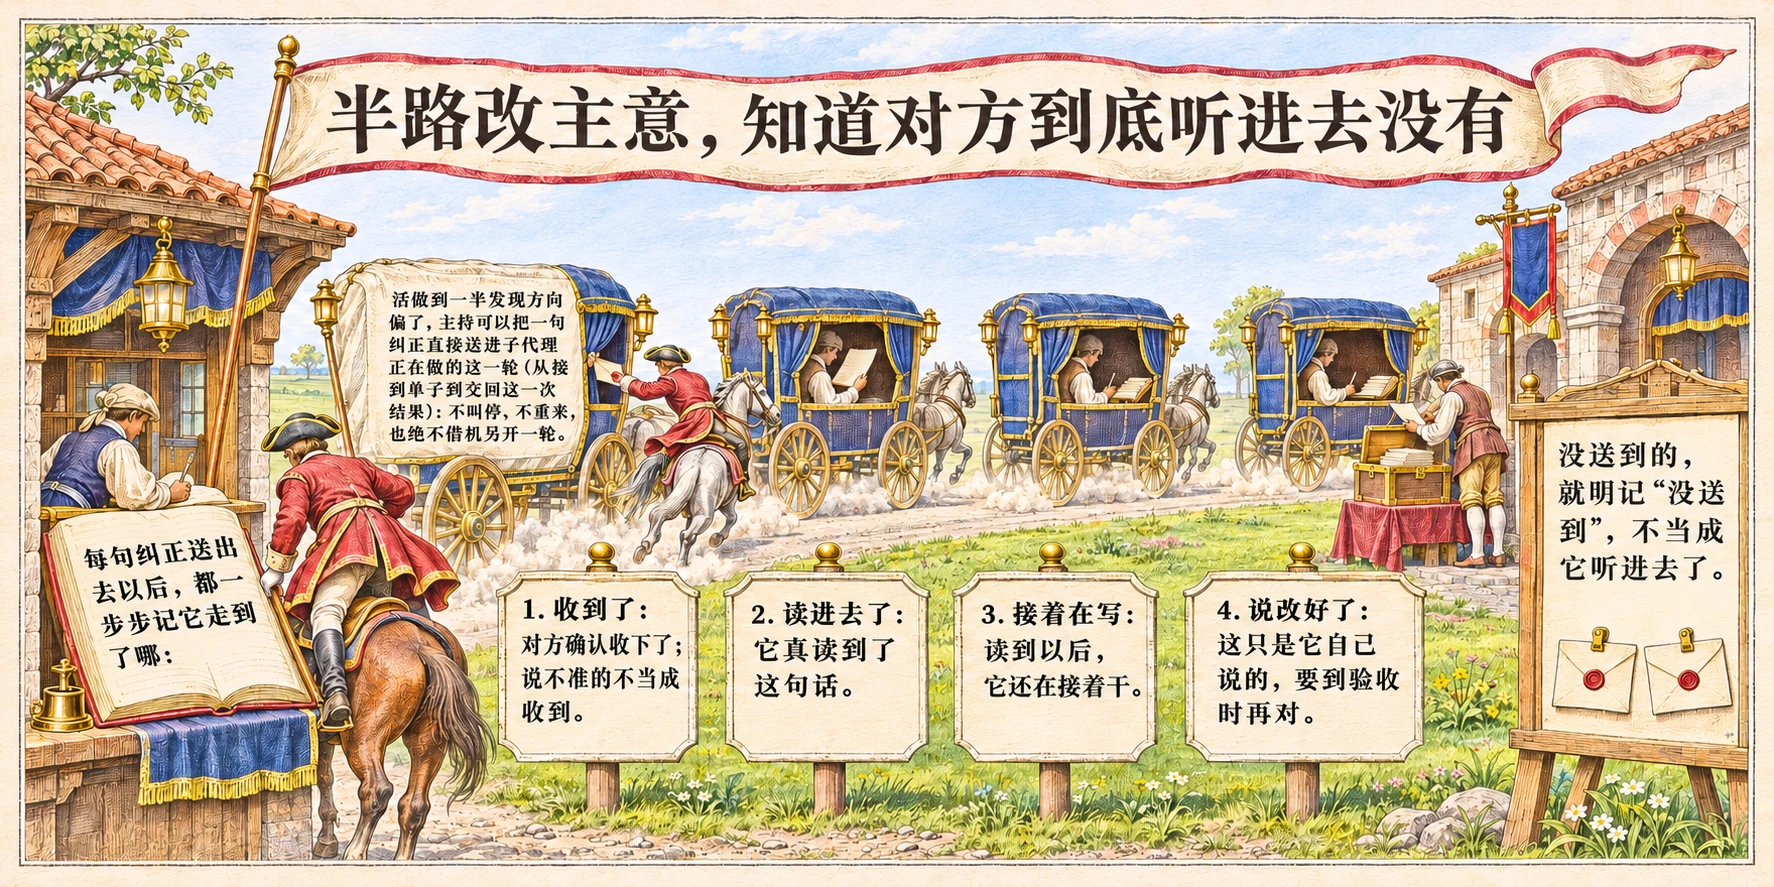 半路改主意，知道对方到底听进去没有
活做到一半发现方向
偏了，主持可以把一句
纠正直接送进子代理
正在做的这一轮（从接
到单子到交回这一次
结果）：不叫停，不重来，
也绝不借机另开一轮。
每句纠正送出
去以后，都一
步步记它走到
了哪：
1. 收到了：
对方确认收下了；
说不准的不当成
收到。
2. 读进去了：
它真读到了
这句话。
3. 接着在写：
读到以后，
它还在接着干。
4. 说改好了：
这只是它自己
说的，要到验收
时再对。
没送到的，
就明记“没送
到”，不当成
它听进去了。